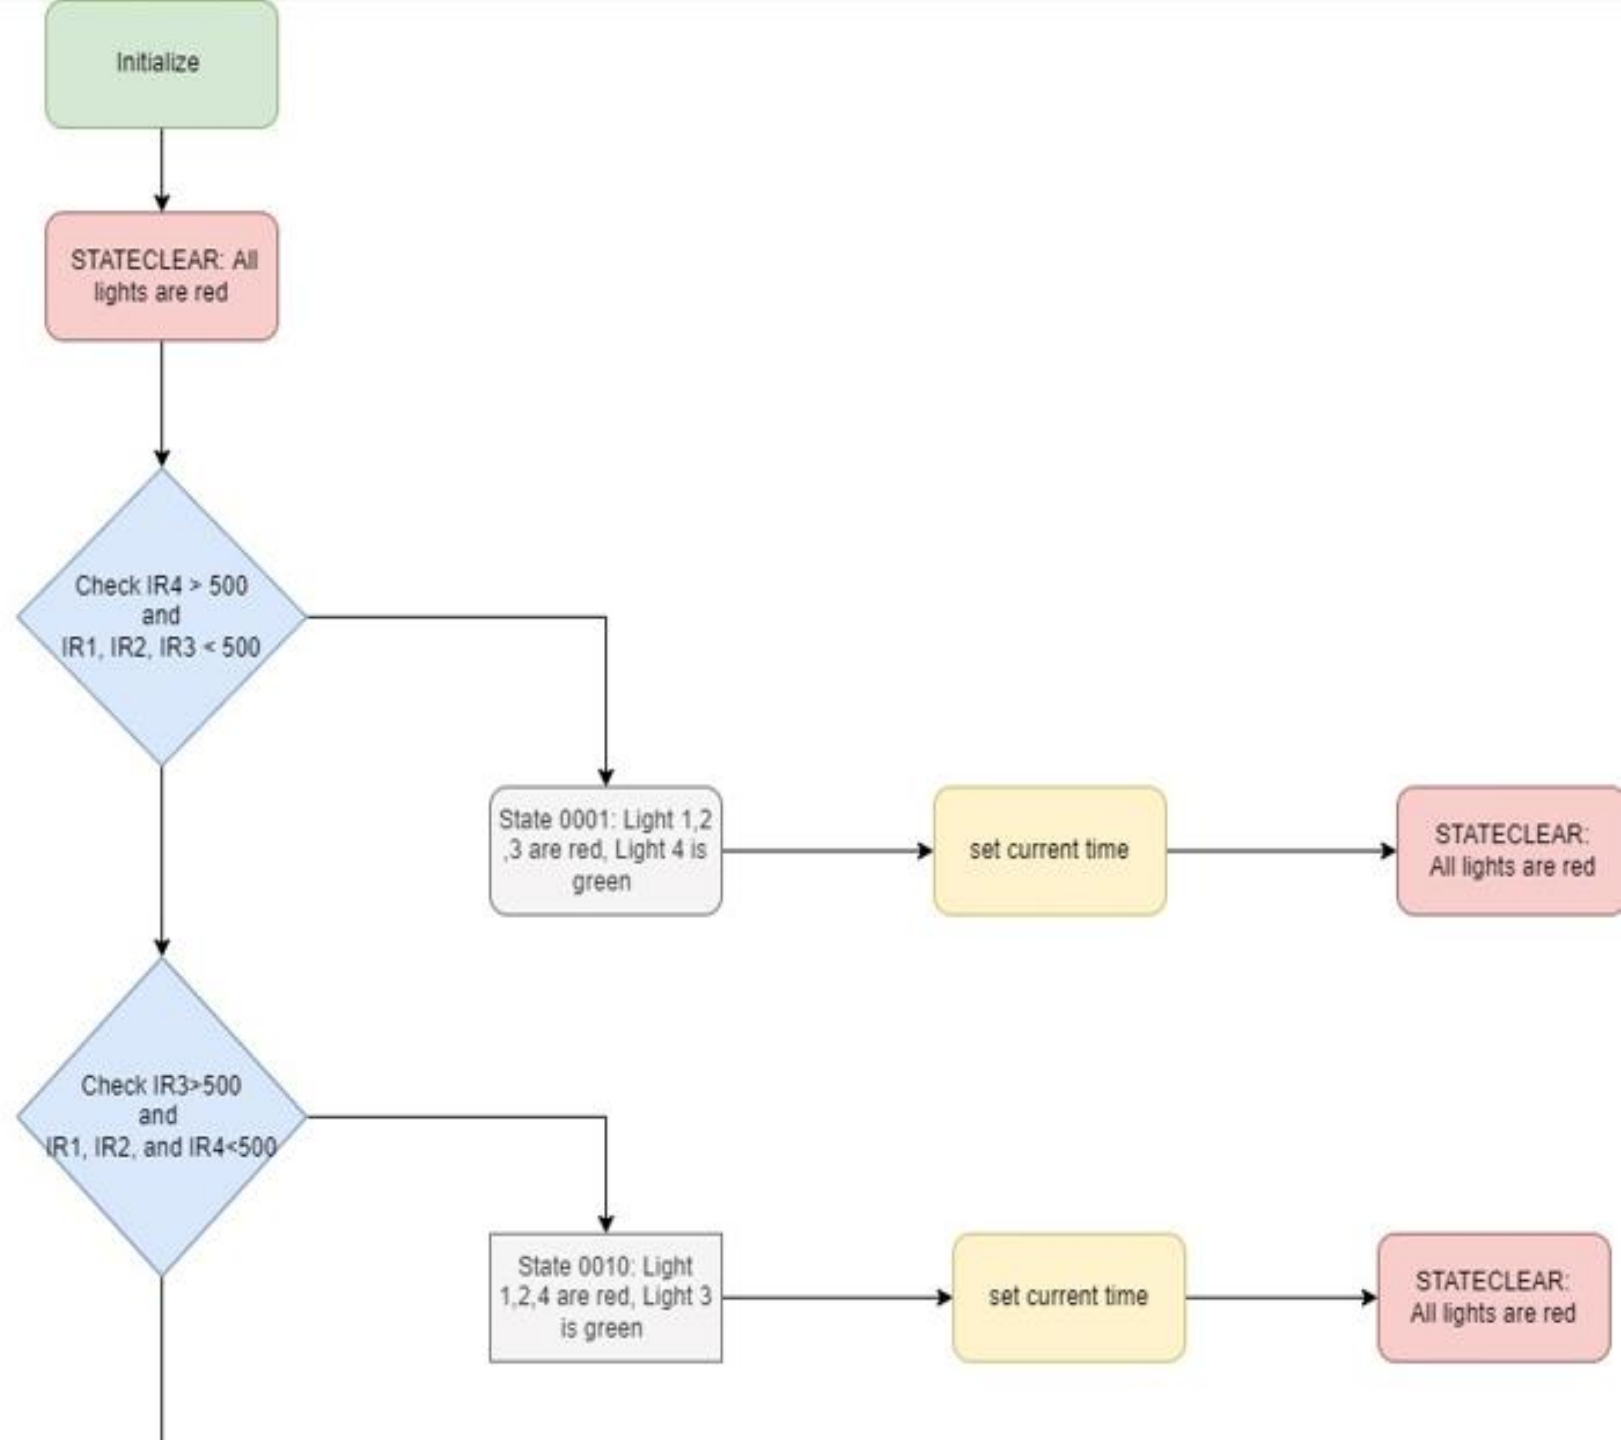 Initialize
STATECLEAR: All
lights are red
Check IR4 > 500
and
IR1, IR2, IR3 < 500
State 0001: Light 1,2
,3 are red, Light 4 is
green
set current time
STATECLEAR:
All lights are red
Check IR3>500
and
IR1, IR2, and IR4<500
State 0010: Light
1,2,4 are red, Light 3
is green
set current time
STATECLEAR:
All lights are red